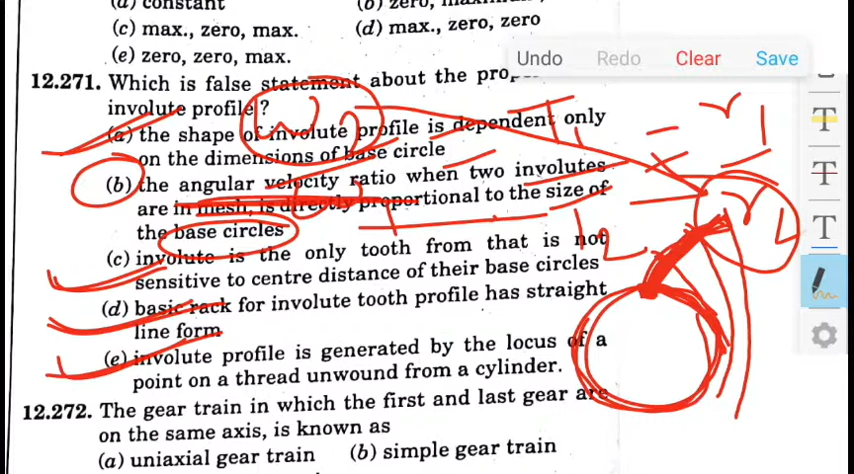 (a) constant
(c) max., zero, max.
(d) max., zero, zero
(e) zero, zero, max.
Undo Redo Clear Save
12.271. Which is false statement about the
involute profile?
(a) the shape of involute profile is dependent only
on the dimensions of base circle
(b) the angular velocity ratio when two involutes
are in mesh, is directly proportional to the size of
the base circles
(c) involute is the only tooth from that is not
sensitive to centre distance of their base circles
(d) basic rack for involute tooth profile has straight
line form
(e) involute profile is generated by the locus of a
point on a thread unwound from a cylinder.
12.272. The gear train in which the first and last gear are
on the same axis, is known as
(a) uniaxial gear train (b) simple gear train
T
T
T